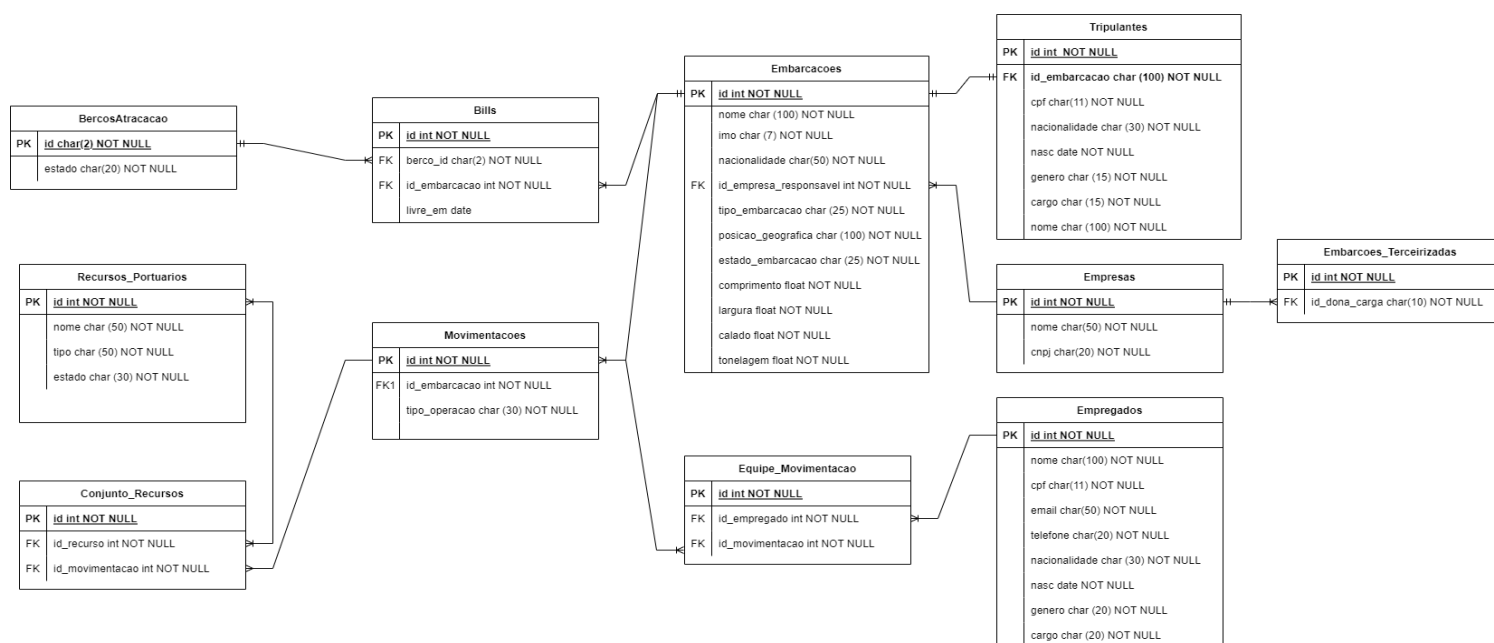 BercosAtracacao
PK id char(2) NOT NULL
estado char(20) NOT NULL
Recursos_Portuarios
PK id int NOT NULL
nome char (50) NOT NULL
tipo char (50) NOT NULL
estado char (30) NOT NULL
Conjunto_Recursos
PK id int NOT NULL
FK id_recurso int NOT NULL
FK id_movimentacao int NOT NULL
Bills
PK id int NOT NULL
FK berco_id char(2) NOT NULL
FK id_embarcacao int NOT NULL
livre_em date
Movimentacoes
PK id int NOT NULL
FK1 id_embarcacao int NOT NULL
tipo_operacao char (30) NOT NULL
Embarcacoes
PK id int NOT NULL
nome char (100) NOT NULL
imo char (7) NOT NULL
nacionalidade char(50) NOT NULL
FK id_empresa_responsavel int NOT NULL
tipo_embarcacao char (25) NOT NULL
posicao_geografica char (100) NOT NULL
estado_embarcacao char (25) NOT NULL
comprimento float NOT NULL
largura float NOT NULL
calado float NOT NULL
tonelagem float NOT NULL
Equipe_Movimentacao
PK id int NOT NULL
FK id_empregado int NOT NULL
FK id_movimentacao int NOT NULL
Tripulantes
PK id int NOT NULL
FK id_embarcacao char (100) NOT NULL
cpf char(11) NOT NULL
nacionalidade char (30) NOT NULL
nasc date NOT NULL
genero char (15) NOT NULL
cargo char (15) NOT NULL
nome char (100) NOT NULL
Empresas
PK id int NOT NULL
nome char(50) NOT NULL
cnpj char(20) NOT NULL
Embarcoes_Terceirizadas
PK id int NOT NULL
FK id_dona_carga char(10) NOT NULL
Empregados
PK id int NOT NULL
nome char(100) NOT NULL
cpf char(11) NOT NULL
email char(50) NOT NULL
telefone char(20) NOT NULL
nacionalidade char (30) NOT NULL
nasc date NOT NULL
genero char (20) NOT NULL
cargo char (20) NOT NULL